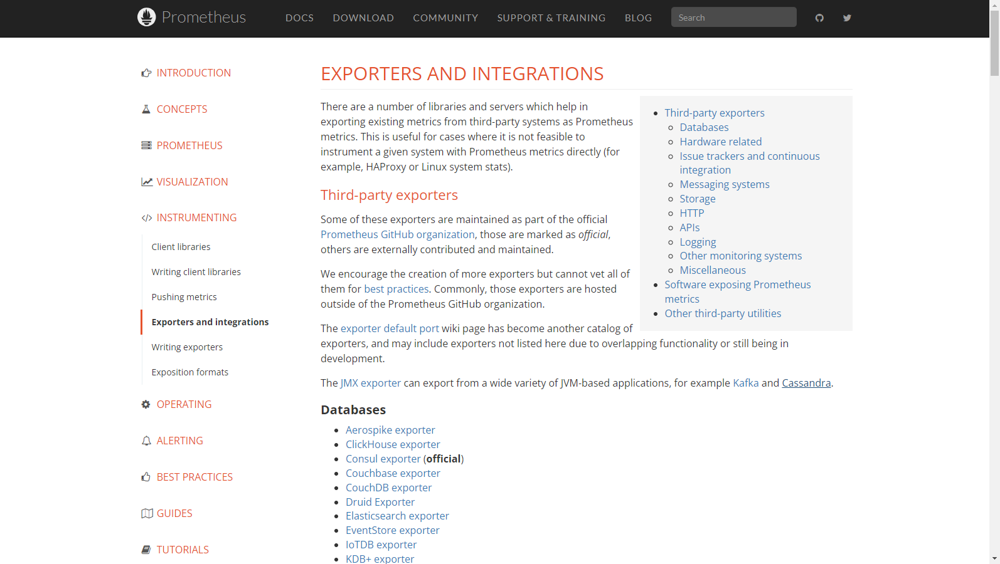 Prometheus
DOCS
DOWNLOAD
COMMUNITY
SUPPORT & TRAINING
BLOG
Search
INTRODUCTION
CONCEPTS
PROMETHEUS
VISUALIZATION
INSTRUMENTING
Client libraries
Writing client libraries
Pushing metrics
Exporters and integrations
Writing exporters
Exposition formats
OPERATING
ALERTING
BEST PRACTICES
GUIDES
TUTORIALS
EXPORTERS AND INTEGRATIONS
There are a number of libraries and servers which help in
exporting existing metrics from third-party systems as Prometheus
metrics. This is useful for cases where it is not feasible to
instrument a given system with Prometheus metrics directly (for
example, HAProxy or Linux system stats).
Third-party exporters
Databases
Hardware related
Issue trackers and continuous
integration
Messaging systems
Storage
HTTP
APIs
Logging
Other monitoring systems
Miscellaneous
Software exposing Prometheus
metrics
Other third-party utilities
Third-party exporters
Some of these exporters are maintained as part of the official
Prometheus GitHub organization, those are marked as official,
others are externally contributed and maintained.
We encourage the creation of more exporters but cannot vet all of
them for best practices. Commonly, those exporters are hosted
outside of the Prometheus GitHub organization.
The exporter default port wiki page has become another catalog of
exporters, and may include exporters not listed here due to overlapping functionality or still being in
development.
The JMX exporter can export from a wide variety of JVM-based applications, for example Kafka and Cassandra.
Databases
Aerospike exporter
ClickHouse exporter
Consul exporter (official)
Couchbase exporter
CouchDB exporter
Druid Exporter
Elasticsearch exporter
EventStore exporter
IoTDB exporter
KDB+ exporter